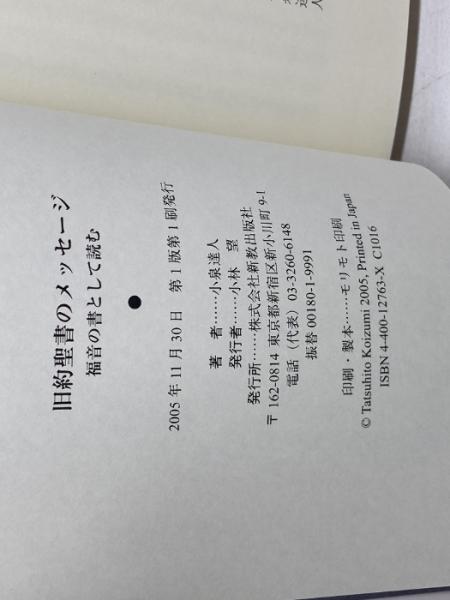 旧約聖書のメッセージ
福音の書として読む
●
2005年11月30日 第1版第1刷発行
著 者……小泉達人
発行者……小林 望
発行所……株式会社新教出版社
〒162-0814 東京都新宿区新小川町9-1
電話（代表）03-3260-6148
振替 00180-1-9991
印刷・製本……モリモト印刷
© Tatsuhito Koizumi 2005, Printed in Japan
ISBN 4-400-12763-X C1016